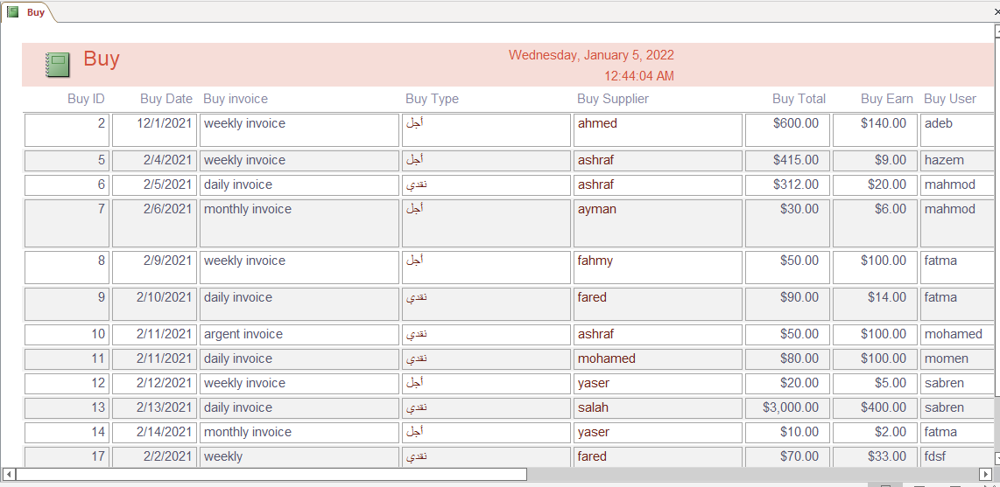 Buy
Buy
Wednesday, January 5, 2022
12:44:04 AM
Buy ID Buy Date Buy invoice Buy Type Buy Supplier Buy Total Buy Earn Buy User
2 12/1/2021 weekly invoice أجل ahmed $600.00 $140.00 adeb
5 2/4/2021 weekly invoice أجل ashraf $415.00 $9.00 hazem
6 2/5/2021 daily invoice نقدي ashraf $312.00 $20.00 mahmod
7 2/6/2021 monthly invoice أجل ayman $30.00 $6.00 mahmod
8 2/9/2021 weekly invoice أجل fahmy $50.00 $100.00 fatma
9 2/10/2021 daily invoice نقدي fared $90.00 $14.00 fatma
10 2/11/2021 argent invoice نقدي ashraf $50.00 $100.00 mohamed
11 2/11/2021 daily invoice نقدي mohamed $80.00 $100.00 momen
12 2/12/2021 weekly invoice أجل yaser $20.00 $5.00 sabren
13 2/13/2021 daily invoice نقدي salah $3,000.00 $400.00 sabren
14 2/14/2021 monthly invoice أجل yaser $10.00 $2.00 fatma
17 2/2/2021 weekly نقدي fared $70.00 $33.00 fdsf